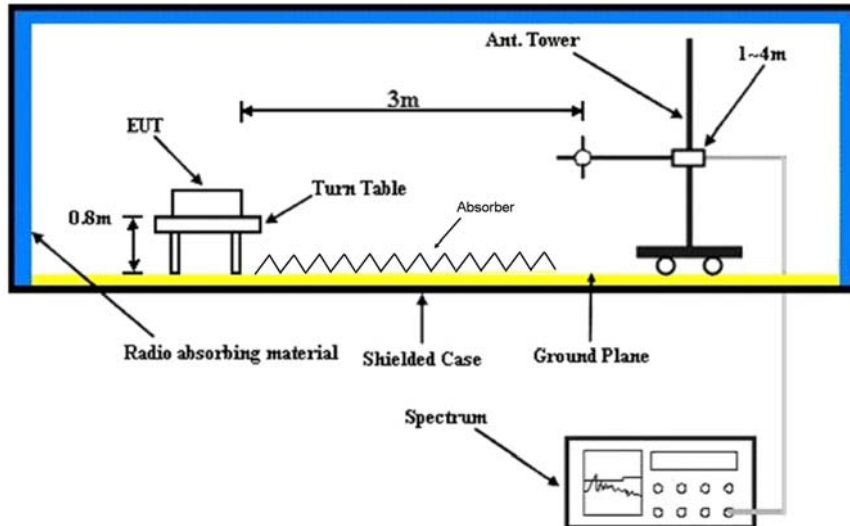 Ant. Tower
1~4m
3m
EUT
Turn Table
0.8m
Absorber
Radio absorbing material
Shielded Case
Ground Plane
Spectrum